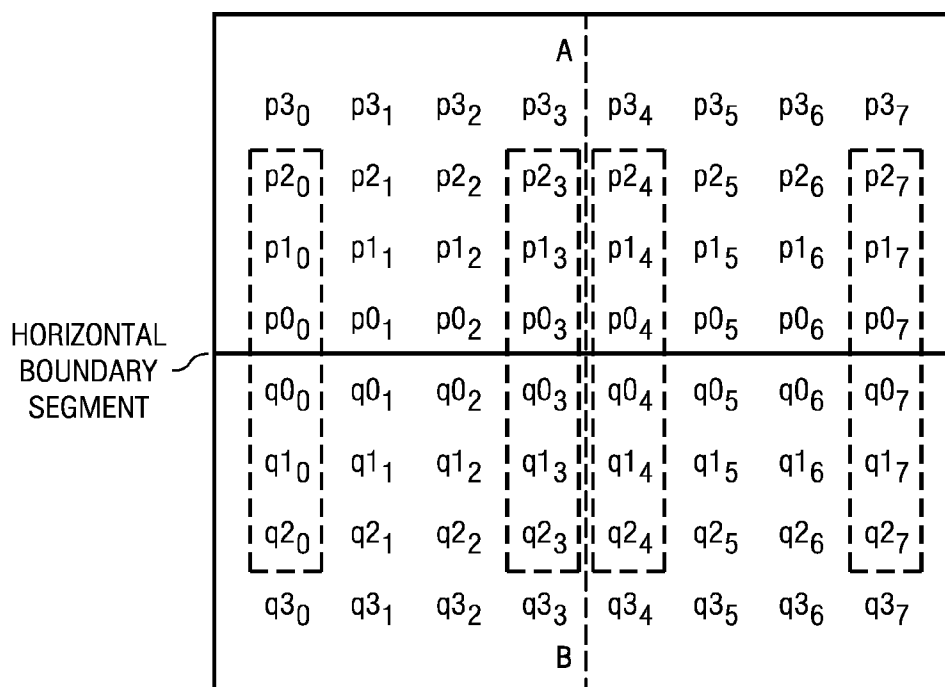 A
p3₀ p3₁ p3₂ p3₃ p3₄ p3₅ p3₆ p3₇
p2₀ p2₁ p2₂ p2₃ p2₄ p2₅ p2₆ p2₇
p1₀ p1₁ p1₂ p1₃ p1₄ p1₅ p1₆ p1₇
p0₀ p0₁ p0₂ p0₃ p0₄ p0₅ p0₆ p0₇
HORIZONTAL
BOUNDARY
SEGMENT
q0₀ q0₁ q0₂ q0₃ q0₄ q0₅ q0₆ q0₇
q1₀ q1₁ q1₂ q1₃ q1₄ q1₅ q1₆ q1₇
q2₀ q2₁ q2₂ q2₃ q2₄ q2₅ q2₆ q2₇
q3₀ q3₁ q3₂ q3₃ q3₄ q3₅ q3₆ q3₇
B